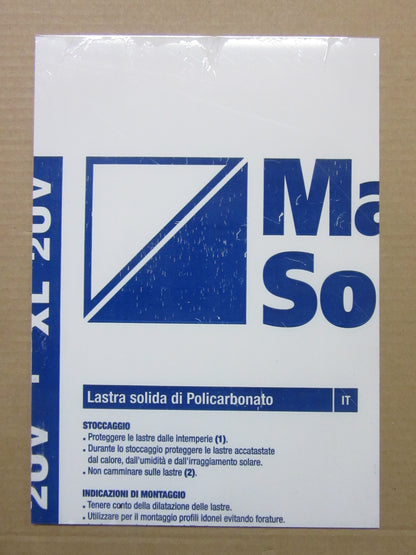 Ma
So
Lastra solida di Policarbonato IT
STOCCAGGIO
• Proteggere le lastre dalle intemperie (1).
• Durante lo stoccaggio proteggere le lastre accatastate
dal calore, dall'umidità e dall'irraggiamento solare.
• Non camminare sulle lastre (2).
INDICAZIONI DI MONTAGGIO
• Tenere conto della dilatazione delle lastre.
• Utilizzare per il montaggio profili idonei evitando forature.
2UV
XL 2UV